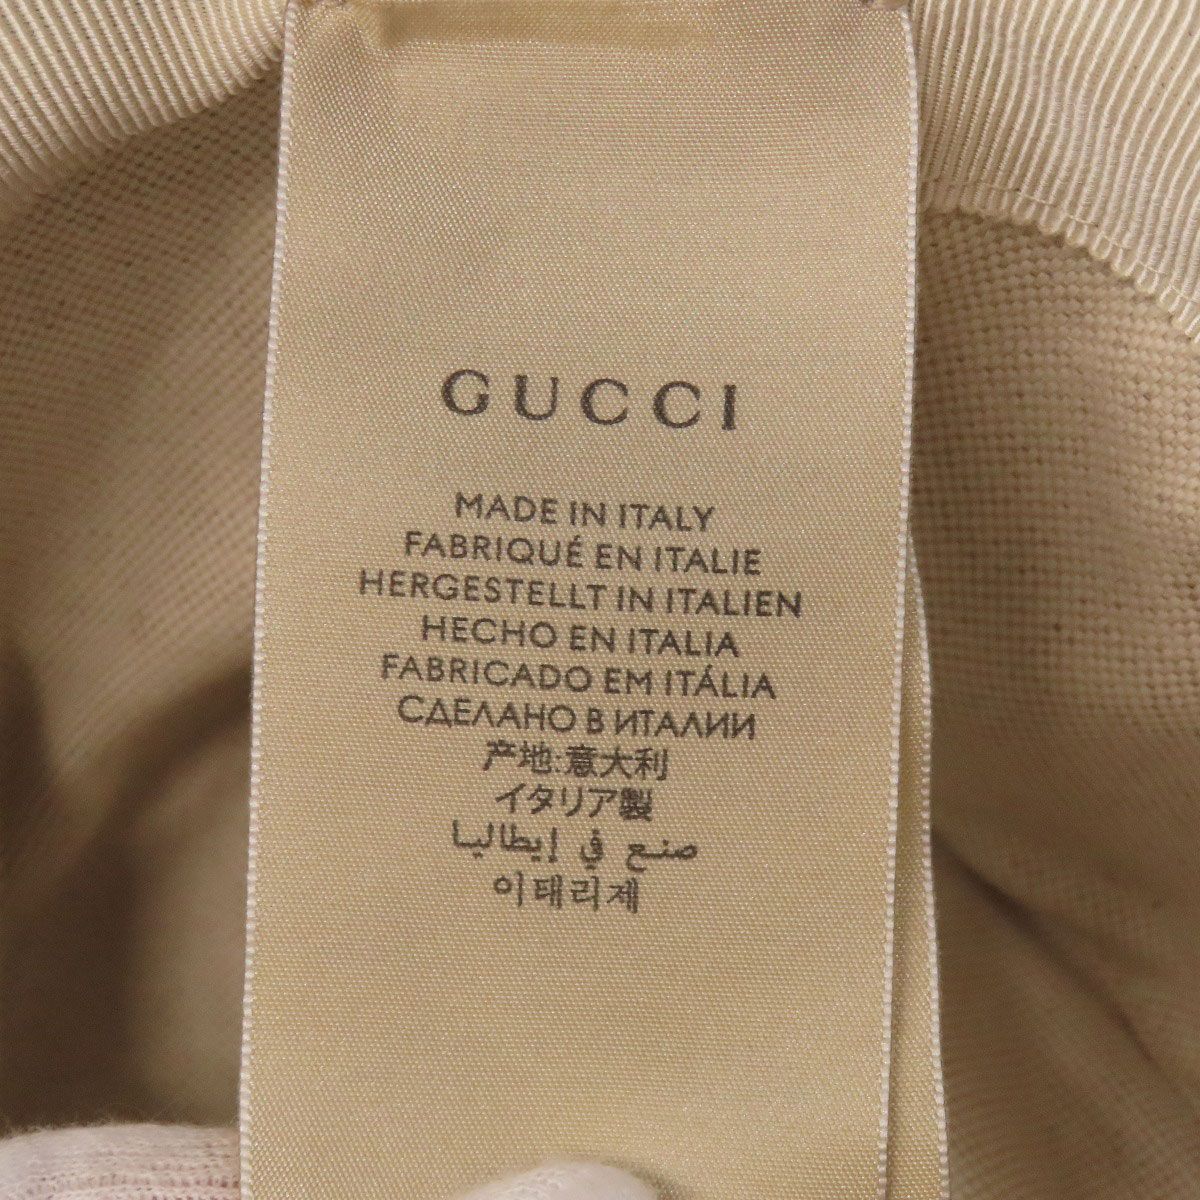 GUCCI
MADE IN ITALY
FABRIQUÉ EN ITALIE
HERGESTELLT IN ITALIEN
HECHO EN ITALIA
FABRICADO EM ITÁLIA
СДЕЛАНО В ИТАЛИИ
产地:意大利
イタリア製
صنع في إيطاليا
이태리제